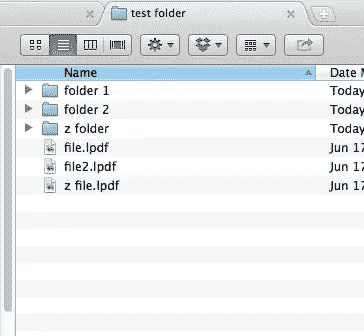 test folder
Name Date M
folder 1 Today
folder 2 Today
z folder Today
file.lpdf Jun 17
file2.lpdf Jun 17
z file.lpdf Jun 17